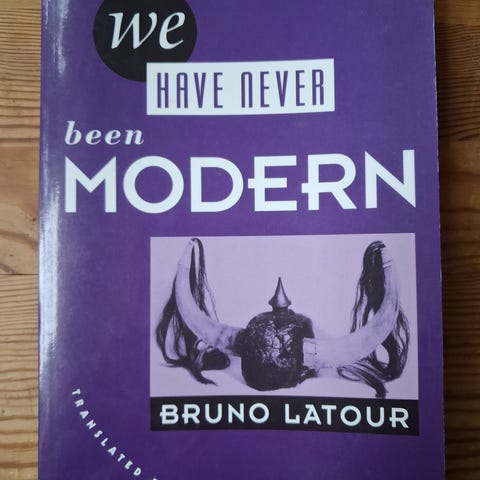 we
HAVE NEVER
been
MODERN
BRUNO LATOUR
TRANSLATED